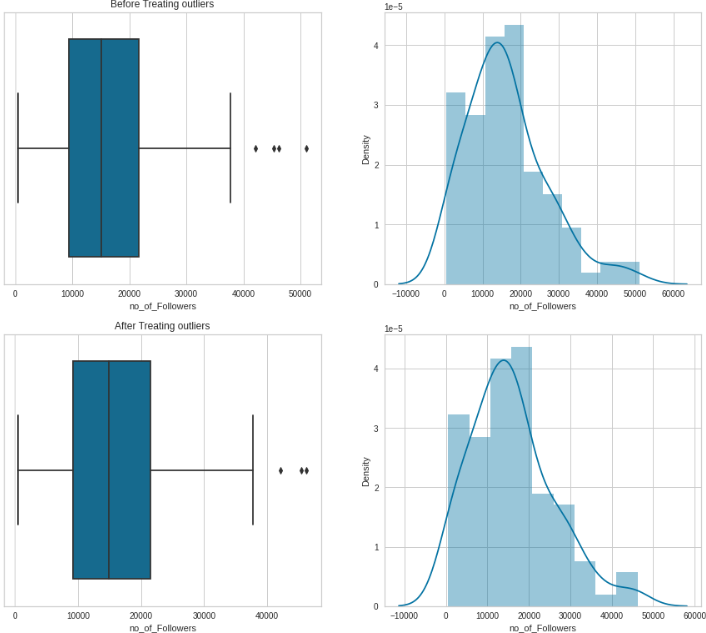 Before Treating outliers
0 10000 20000 30000 40000 50000
no_of_Followers
1e−5
4
3
2
1
0
Density
−10000 0 10000 20000 30000 40000 50000 60000
no_of_Followers
After Treating outliers
0 10000 20000 30000 40000
no_of_Followers
1e−5
4
3
2
1
0
Density
−10000 0 10000 20000 30000 40000 50000 60000
no_of_Followers